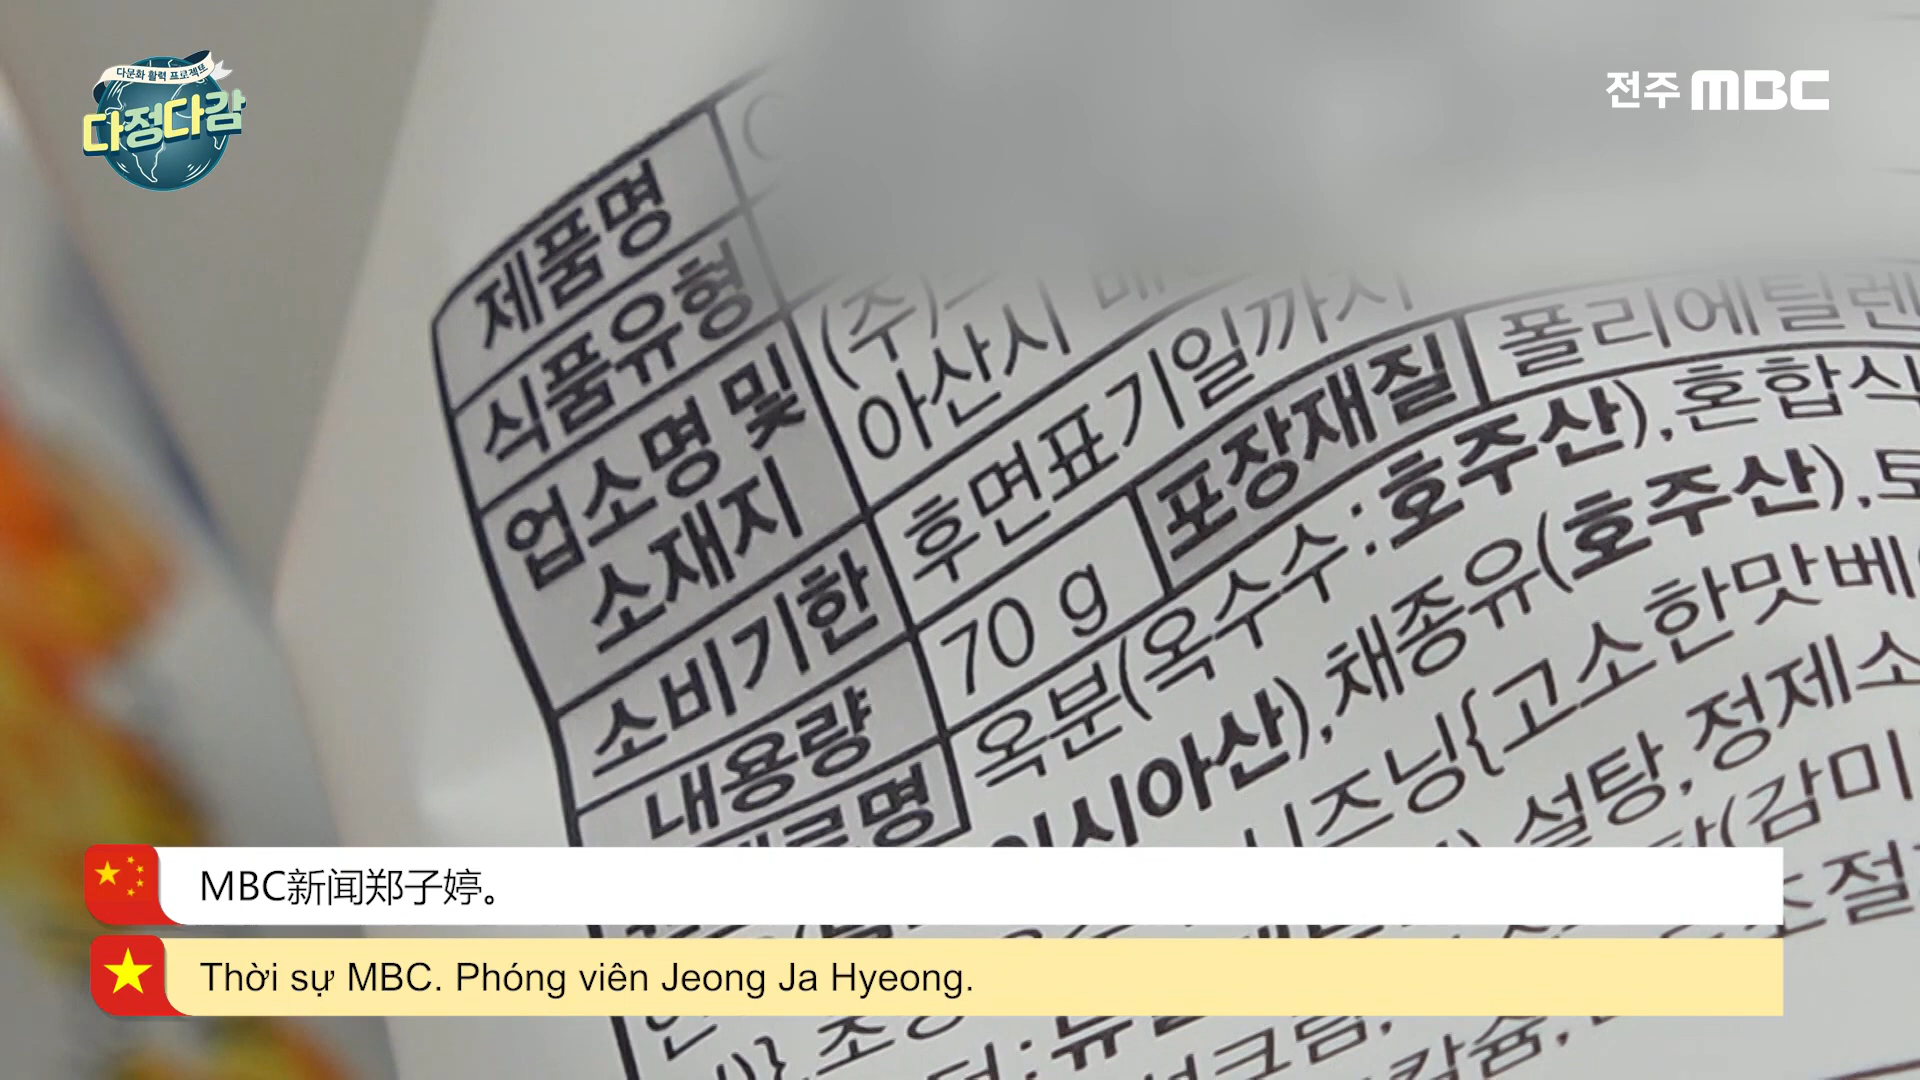 다문화 활력 프로젝트
다정다감
전주 MBC
제품명
식품유형
업소명 및
소재지
(주)
아산시
소비기한
후면표기일까지
내용량
70 g
포장재질
폴리에틸렌
옥분(옥수수:호주산),혼합식
시아산),채종유(호주산),
시즈닝{고소한맛베
설탕, 정제소
(감미
조절
MBC新闻郑子婷。
Thời sự MBC. Phóng viên Jeong Ja Hyeong.